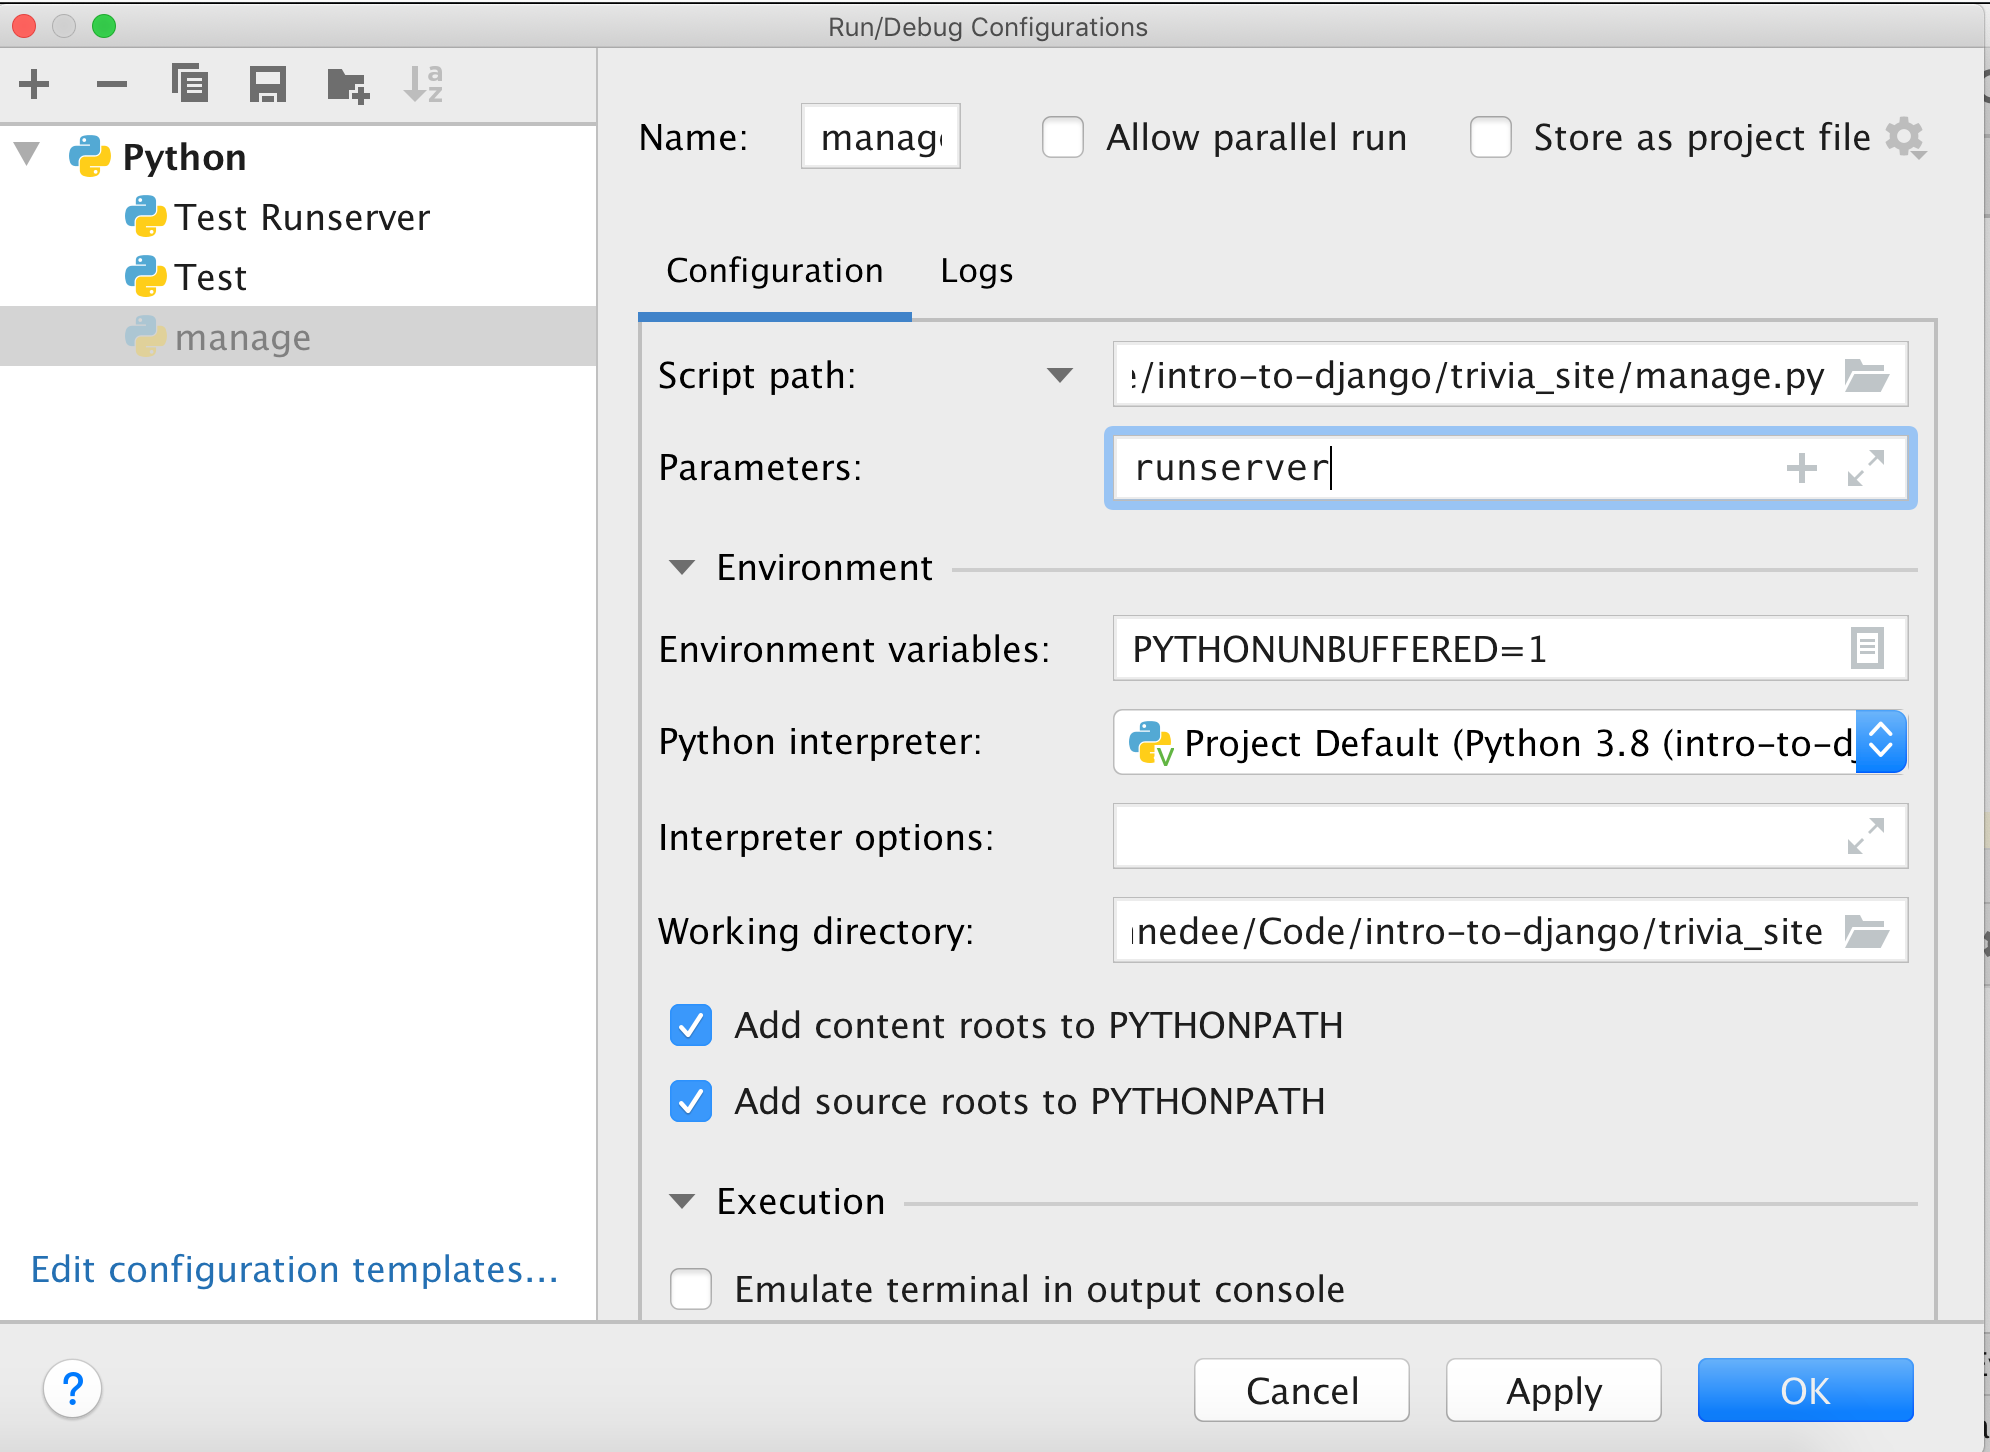 Run/Debug Configurations
Python
Test Runserver
Test
manage
Edit configuration templates...
Name:
Allow parallel run
Store as project file
Configuration
Logs
Script path:
/intro-to-django/trivia_site/manage.py
Parameters:
runserver
Environment
Environment variables:
PYTHONUNBUFFERED=1
Python interpreter:
Project Default (Python 3.8 (intro-to-d
Interpreter options:
Working directory:
nedee/Code/intro-to-django/trivia_site
Add content roots to PYTHONPATH
Add source roots to PYTHONPATH
Execution
Emulate terminal in output console
?
Cancel
Apply
OK